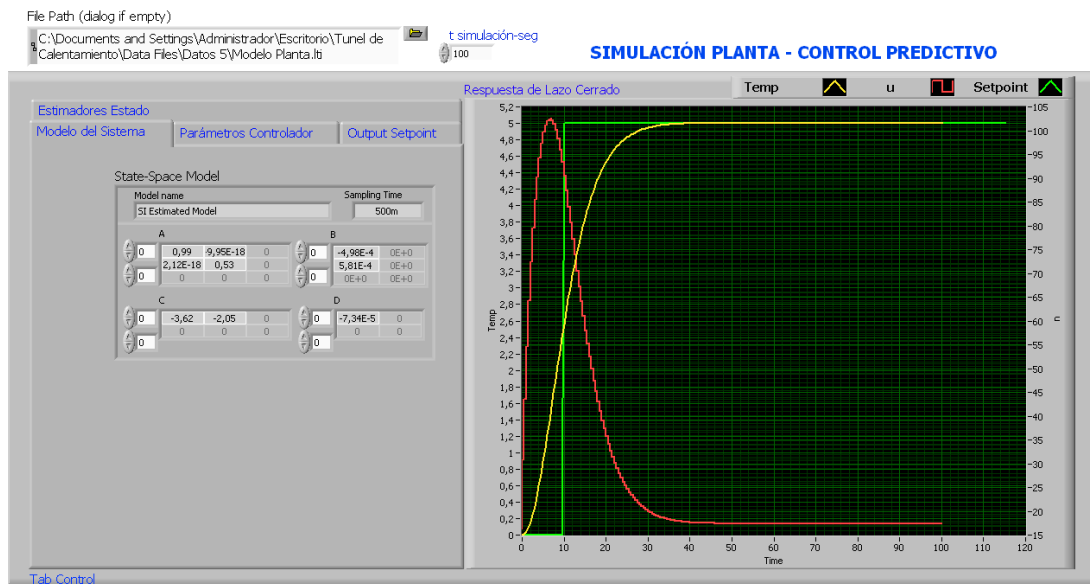 File Path (dialog if empty)
C:\Documents and Settings\Administrador\Escritorio\Tunel de
Calentamiento\Data Files\Datos 5\Modelo Planta.lti
t simulación-seg
100
SIMULACIÓN PLANTA - CONTROL PREDICTIVO
Estimadores Estado
Modelo del Sistema Parámetros Controlador Output Setpoint
State-Space Model
Model name Sampling Time
SI Estimated Model 500m
A B
0 0,99 -9,95E-18 0 0 -4,98E-4 0E+0
2,12E-18 0,53 0 5,81E-4 0E+0
0 0 0 0 0 0E+0 0E+0
C D
0 -3,62 -2,05 0 0 -7,34E-5 0
0 0 0 0 0
0 0
Respuesta de Lazo Cerrado Temp u Setpoint
5,2
5
4,8
4,6
4,4
4,2
4
3,8
3,6
3,4
3,2
3
2,8
2,6
2,4
2,2
2
1,8
1,6
1,4
1,2
1
0,8
0,6
0,4
0,2
0
Temp
105
100
95
90
85
80
75
70
65
60
55
50
45
40
35
30
25
20
15
u
0 10 20 30 40 50 60 70 80 90 100 110 120
Time
Tab Control